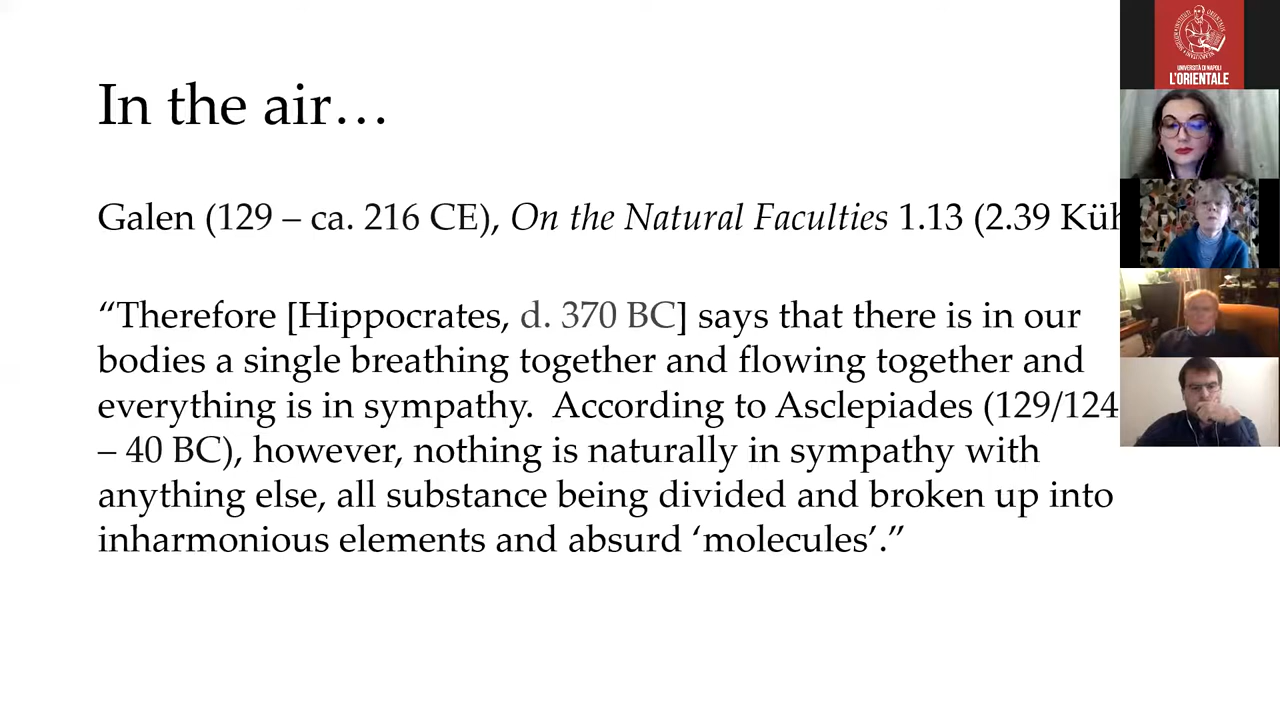 In the air…
Galen (129 – ca. 216 CE), On the Natural Faculties 1.13 (2.39
“Therefore [Hippocrates, d. 370 BC] says that there is in our
bodies a single breathing together and flowing together and
everything is in sympathy.  According to Asclepiades (129/124
– 40 BC), however, nothing is naturally in sympathy with
anything else, all substance being divided and broken up into
inharmonious elements and absurd ‘molecules’.”
UNIVERSITÀ DI NAPOLI
L'ORIENTALE